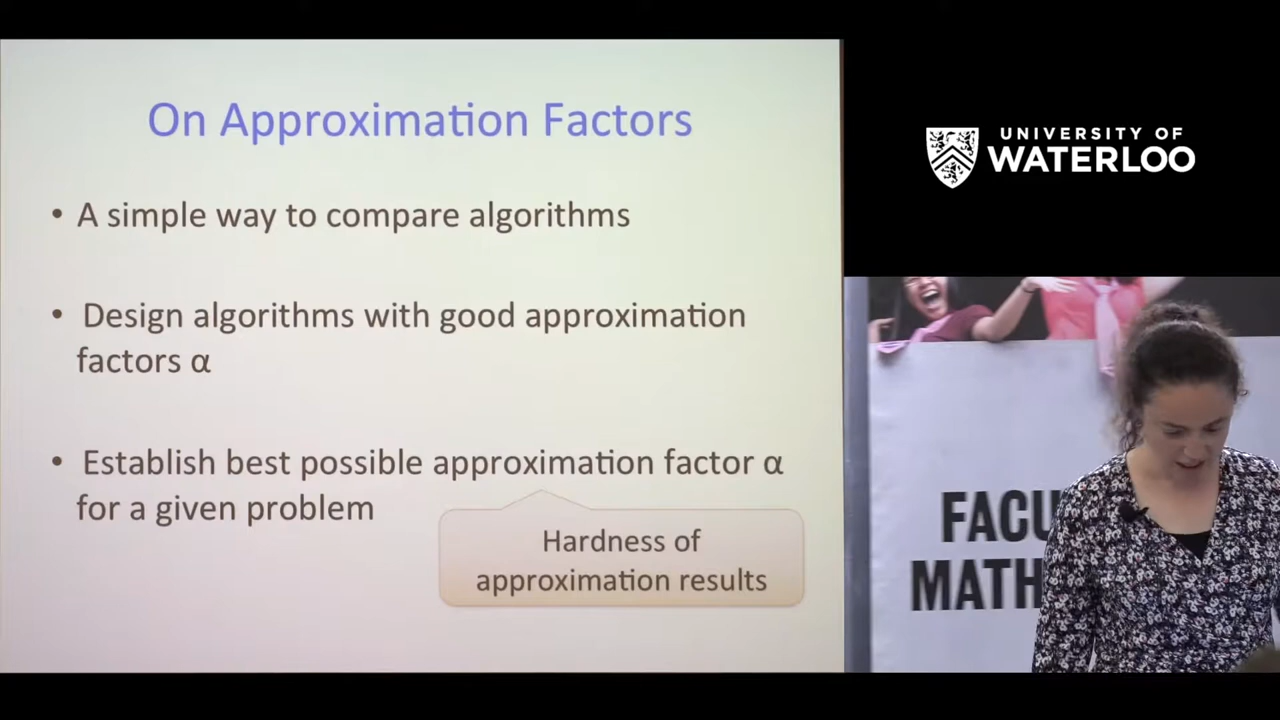 On Approximation Factors
• A simple way to compare algorithms
• Design algorithms with good approximation
factors α
• Establish best possible approximation factor α
for a given problem
Hardness of
approximation results
UNIVERSITY OF
WATERLOO
FACU
MATH